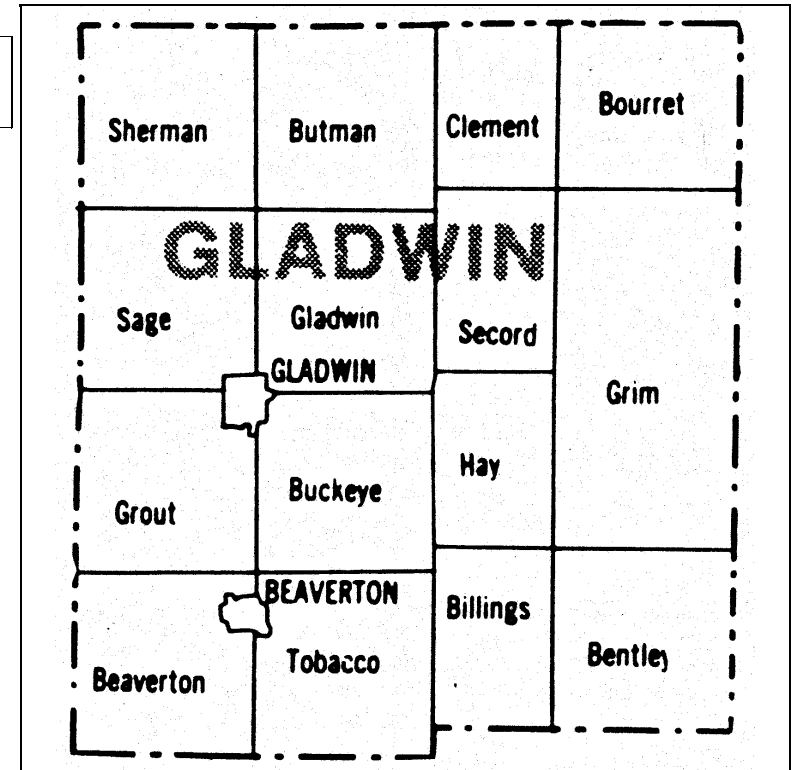 Bourret
Sherman
Butman
Clement
GLADWIN
Sage
Gladwin
Secord
GLADWIN
Grim
Hay
Buckeye
Grout
BEAVERTON
Billings
Tobacco
Bentley
Beaverton